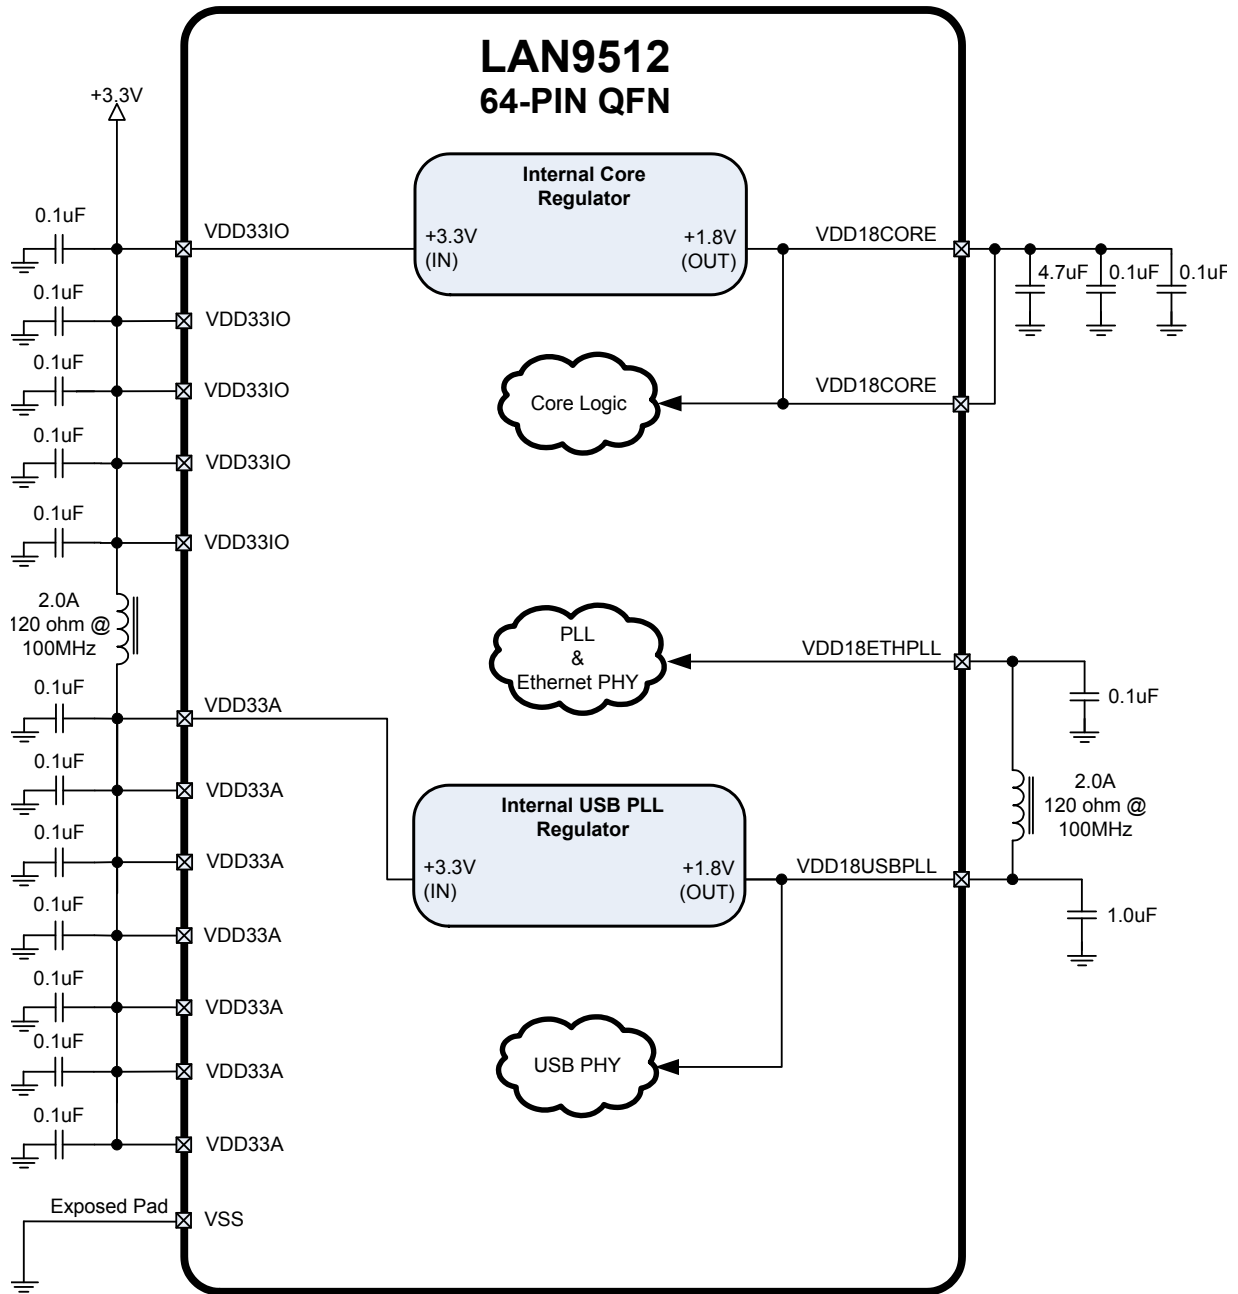 LAN9512
64-PIN QFN
+3.3V
Internal Core
Regulator
0.1uF
VDD33IO
+3.3V
(IN)
+1.8V
(OUT)
VDD18CORE
4.7uF
0.1uF
0.1uF
0.1uF
VDD33IO
0.1uF
VDD33IO
Core Logic
VDD18CORE
0.1uF
VDD33IO
0.1uF
VDD33IO
2.0A
120 ohm @
100MHz
PLL
&
Ethernet PHY
VDD18ETHPLL
0.1uF
0.1uF
VDD33A
0.1uF
VDD33A
Internal USB PLL
Regulator
2.0A
120 ohm @
100MHz
0.1uF
VDD33A
+3.3V
(IN)
+1.8V
(OUT)
VDD18USBPLL
1.0uF
0.1uF
VDD33A
0.1uF
VDD33A
0.1uF
VDD33A
USB PHY
0.1uF
VDD33A
Exposed Pad
VSS